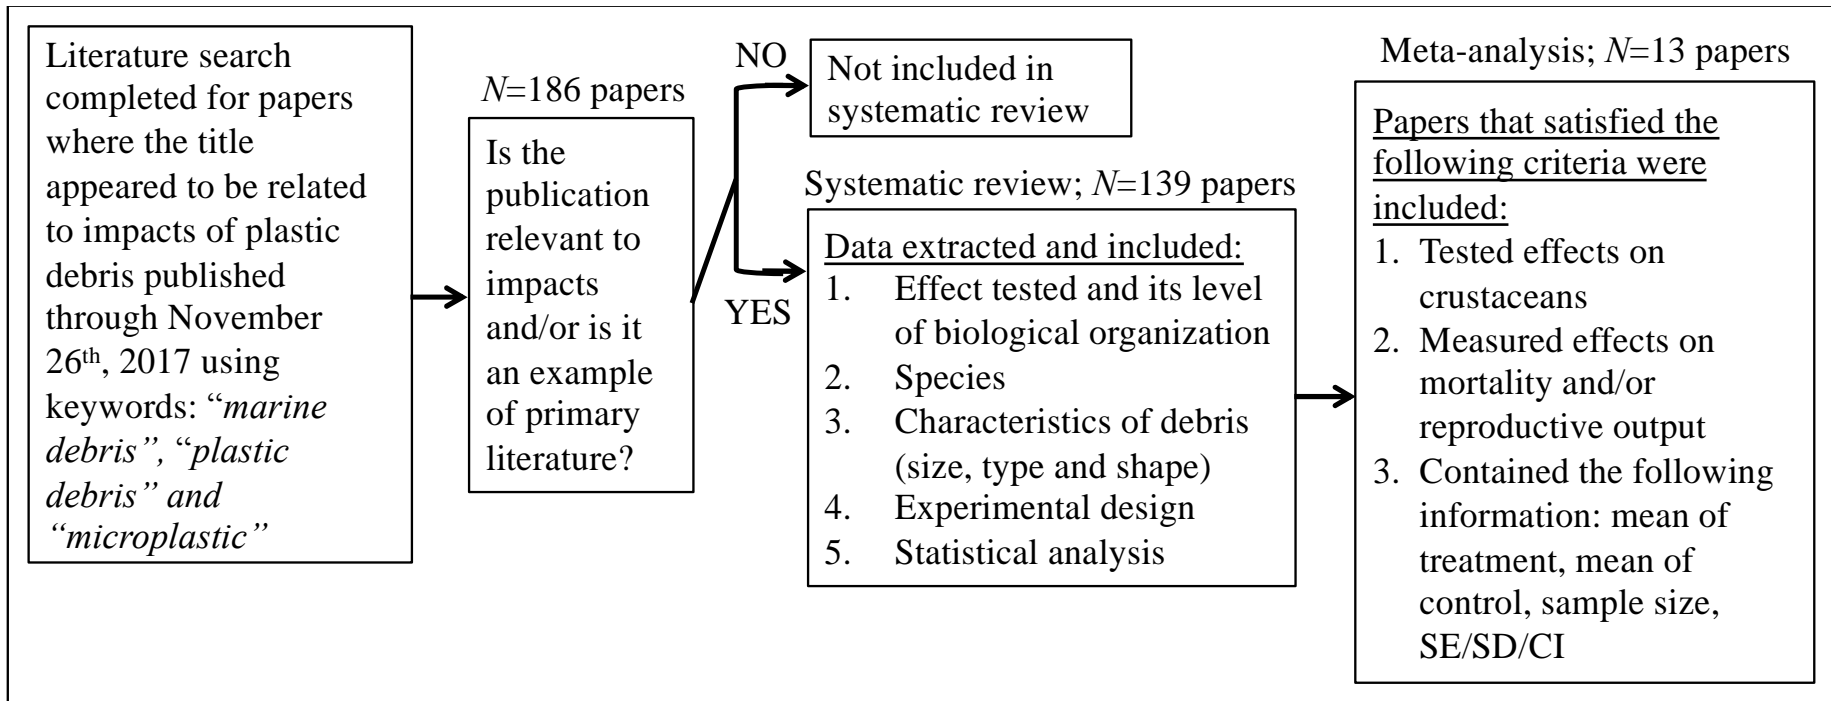 Literature search
completed for papers
where the title
appeared to be related
to impacts of plastic
debris published
through November
26th, 2017 using
keywords: “marine
debris”, “plastic
debris” and
“microplastic”
N=186 papers
Is the
publication
relevant to
impacts
and/or is it
an example
of primary
literature?
NO
Not included in
systematic review
YES
Systematic review; N=139 papers
Data extracted and included:
1. Effect tested and its level
of biological organization
2. Species
3. Characteristics of debris
(size, type and shape)
4. Experimental design
5. Statistical analysis
Meta-analysis; N=13 papers
Papers that satisfied the
following criteria were
included:
1. Tested effects on
crustaceans
2. Measured effects on
mortality and/or
reproductive output
3. Contained the following
information: mean of
treatment, mean of
control, sample size,
SE/SD/CI